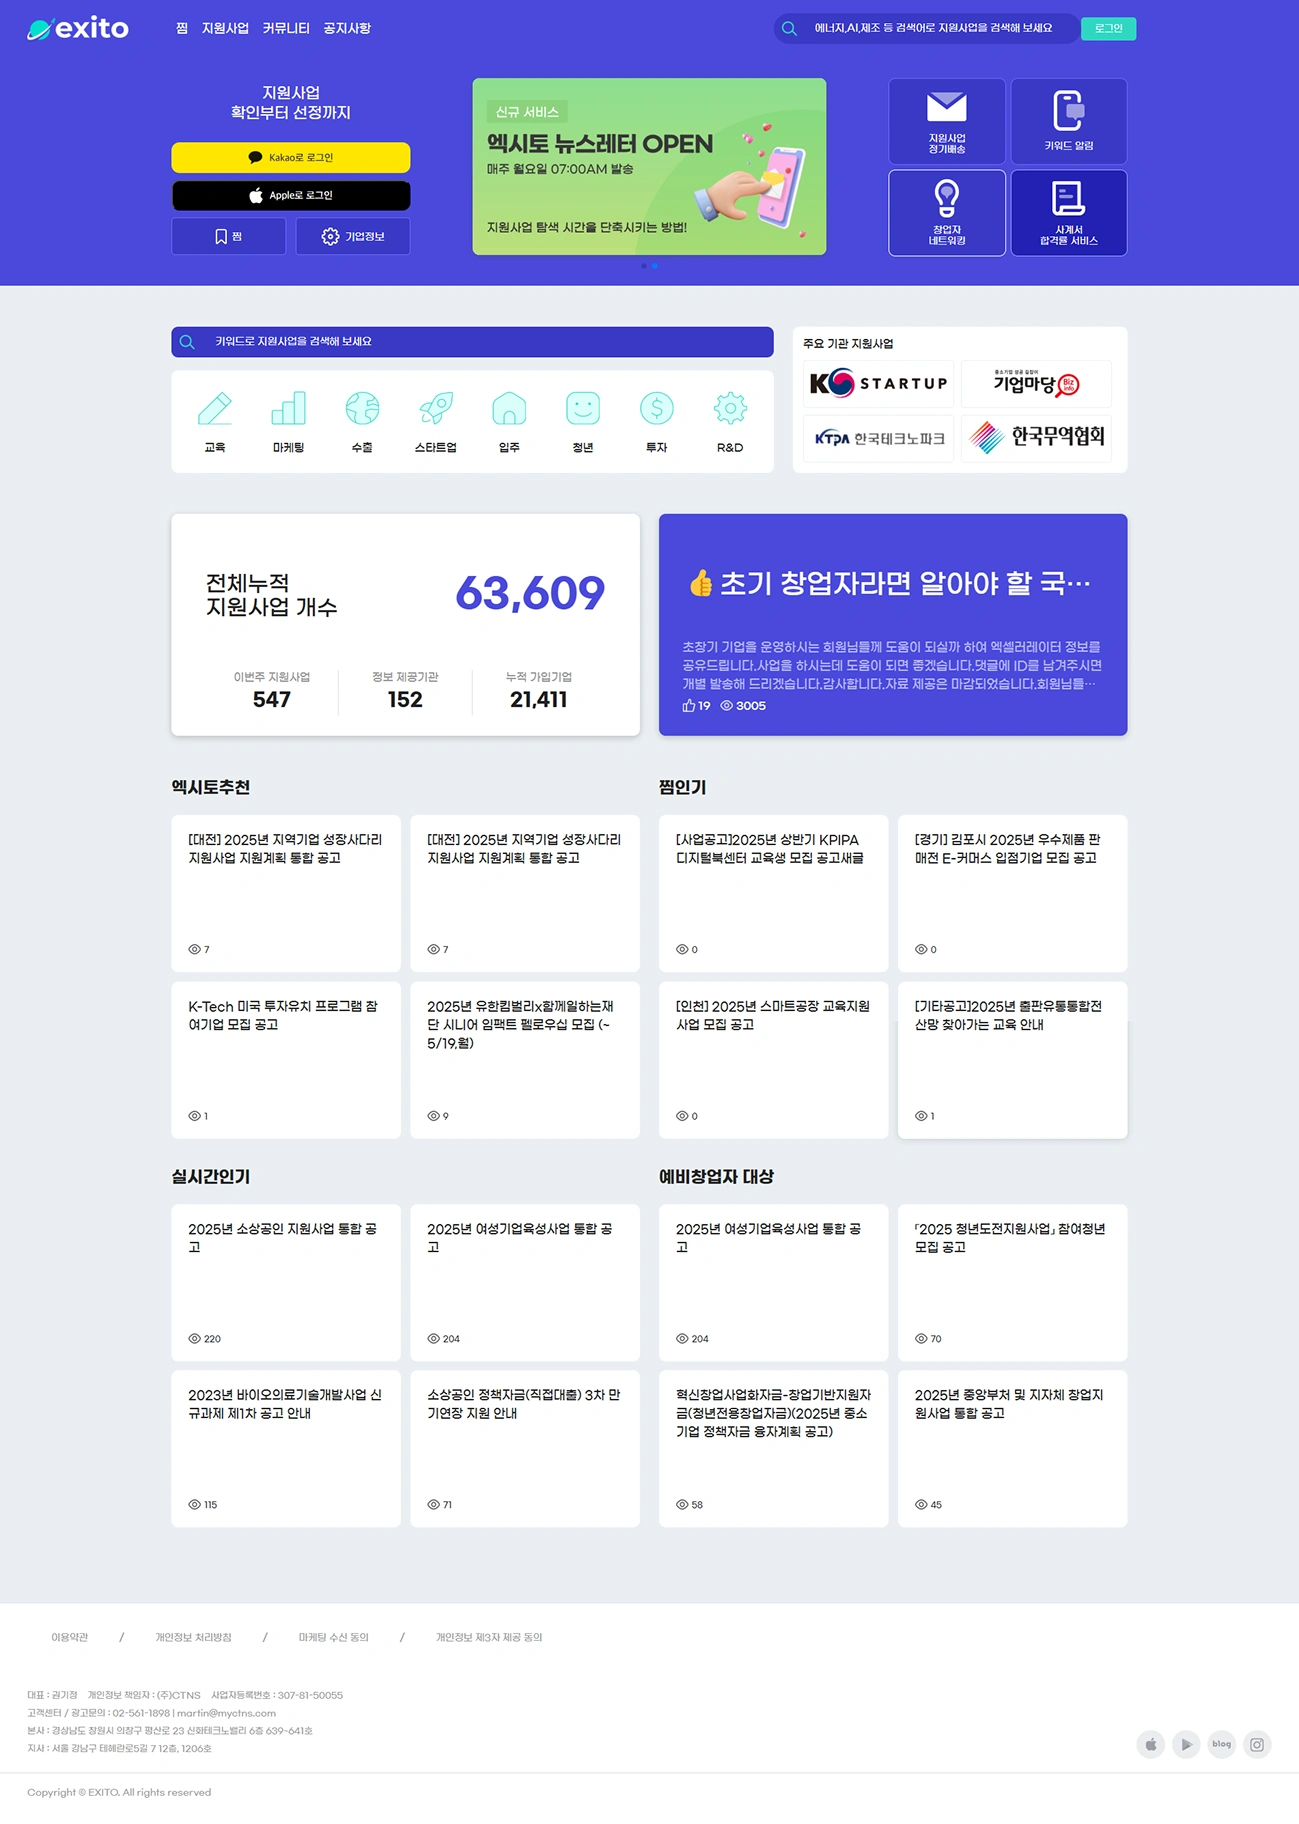 exito
찜 지원사업 커뮤니티 공지사항
에너지,AI,제조 등 검색어로 지원사업을 검색해 보세요
로그인
지원사업
확인부터 선정까지
Kakao로 로그인
Apple로 로그인
찜
기업정보
신규 서비스
엑시토 뉴스레터 OPEN
매주 월요일 07:00AM 발송
지원사업 탐색 시간을 단축시키는 방법!
지원사업
정기배송
키워드 알림
창업자
네트워킹
사계서
합격률 서비스
키워드로 지원사업을 검색해 보세요
교육 마케팅 수출 스타트업 입주 청년 투자 R&D
주요 기관 지원사업
K STARTUP
중소기업 성공 길잡이
기업마당 Biz info
KTPA 한국테크노파크
한국무역협회
전체누적
지원사업 개수
63,609
이번주 지원사업
547
정보 제공기관
152
누적 가입기업
21,411
👍 초기 창업자라면 알아야 할 국…
초창기 기업을 운영하시는 회원님들께 도움이 되실까 하여 엑셀러레이터 정보를
공유드립니다.사업을 하시는데 도움이 되면 좋겠습니다.댓글에 ID를 남겨주시면
개별 발송해 드리겠습니다.감사합니다.자료 제공은 마감되었습니다.회원님들…
19 3005
엑시토추천
[대전] 2025년 지역기업 성장사다리
지원사업 지원계획 통합 공고
7
[대전] 2025년 지역기업 성장사다리
지원사업 지원계획 통합 공고
7
K-Tech 미국 투자유치 프로그램 참
여기업 모집 공고
1
2025년 유한킴벌리x함께일하는재
단 시니어 임팩트 펠로우십 모집 (~
5/19,월)
9
찜인기
[사업공고]2025년 상반기 KPIPA
디지털북센터 교육생 모집 공고새글
0
[경기] 김포시 2025년 우수제품 판
매전 E-커머스 입점기업 모집 공고
0
[인천] 2025년 스마트공장 교육지원
사업 모집 공고
0
[기타공고]2025년 출판유통통합전
산망 찾아가는 교육 안내
1
실시간인기
2025년 소상공인 지원사업 통합 공
고
220
2025년 여성기업육성사업 통합 공
고
204
2023년 바이오의료기술개발사업 신
규과제 제1차 공고 안내
115
소상공인 정책자금(직접대출) 3차 만
기연장 지원 안내
71
예비창업자 대상
2025년 여성기업육성사업 통합 공
고
204
「2025 청년도전지원사업」 참여청년
모집 공고
70
혁신창업사업화자금-창업기반지원자
금(청년전용창업자금)(2025년 중소
기업 정책자금 융자계획 공고)
58
2025년 중앙부처 및 지자체 창업지
원사업 통합 공고
45
이용약관 / 개인정보 처리방침 / 마케팅 수신 동의 / 개인정보 제3자 제공 동의
대표 : 권기정 개인정보 책임자 : (주)CTNS 사업자등록번호 : 307-81-50055
고객센터 / 광고문의 : 02-561-1898 | martin@myctns.com
본사 : 경상남도 창원시 의창구 평산로 23 신화테크노밸리 6층 639-641호
지사 : 서울 강남구 테헤란로5길 7 12층, 1206호
blog
Copyright © EXITO. All rights reserved